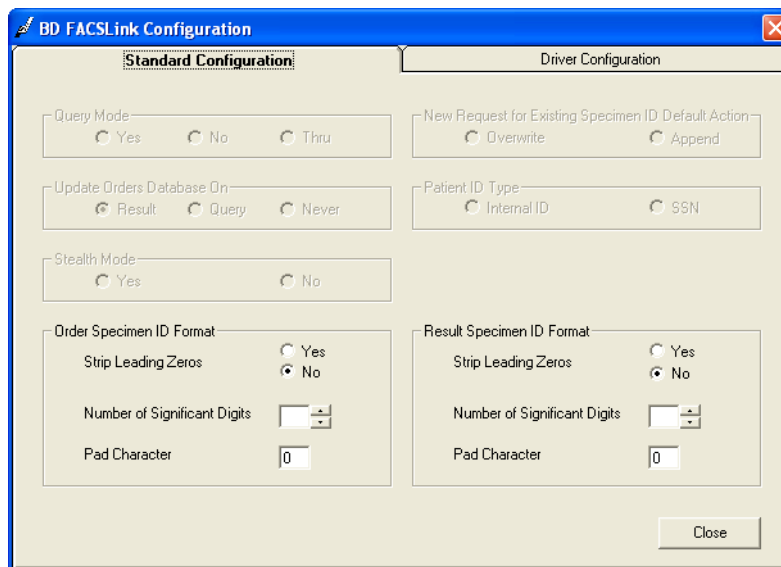 BD FACSLink Configuration
Standard Configuration
Driver Configuration
Query Mode
Yes No Thru
New Request for Existing Specimen ID Default Action
Overwrite Append
Update Orders Database On
Result Query Never
Patient ID Type
Internal ID SSN
Stealth Mode
Yes No
Order Specimen ID Format
Strip Leading Zeros
Yes
No
Number of Significant Digits
Pad Character 0
Result Specimen ID Format
Strip Leading Zeros
Yes
No
Number of Significant Digits
Pad Character 0
Close